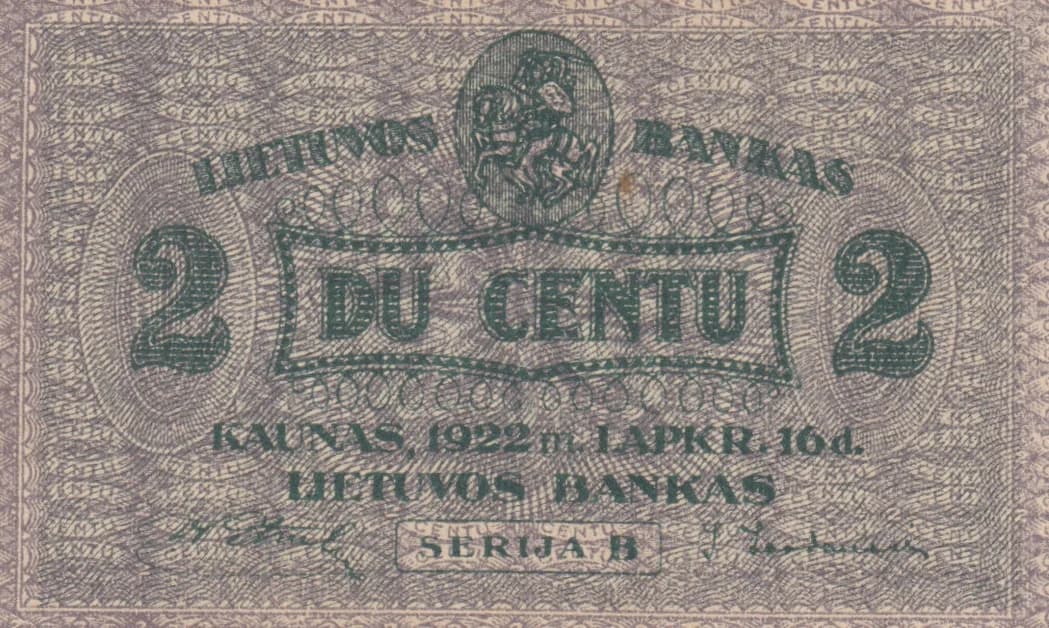 LIETUVOS BANKAS
2 DU CENTU 2
KAUNAS, 1922 m. LAPKR. 16 d.
LIETUVOS BANKAS
SERIJA B